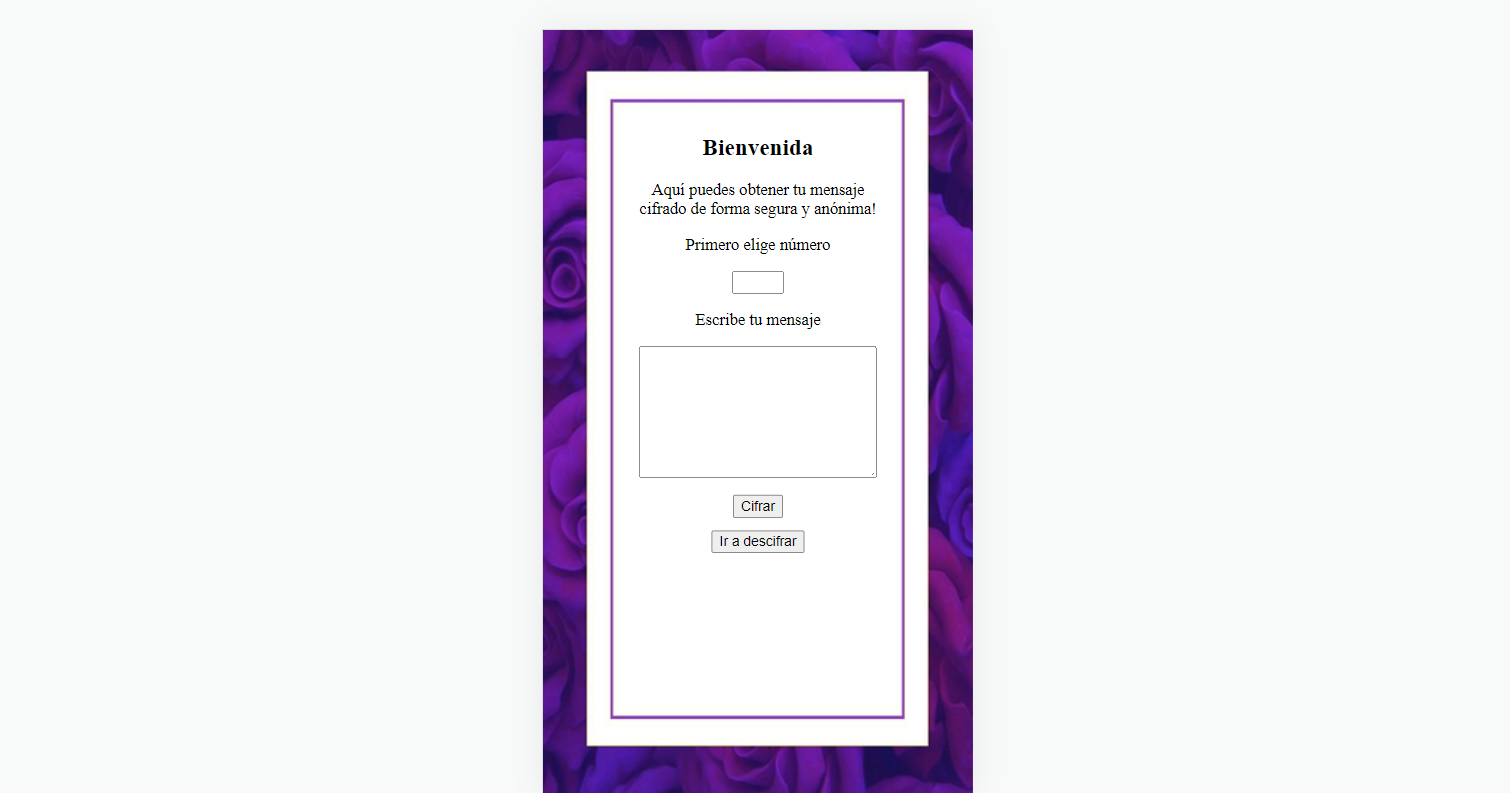 Bienvenida
Aquí puedes obtener tu mensaje
cifrado de forma segura y anónima!
Primero elige número
Escribe tu mensaje
Cifrar
Ir a descifrar